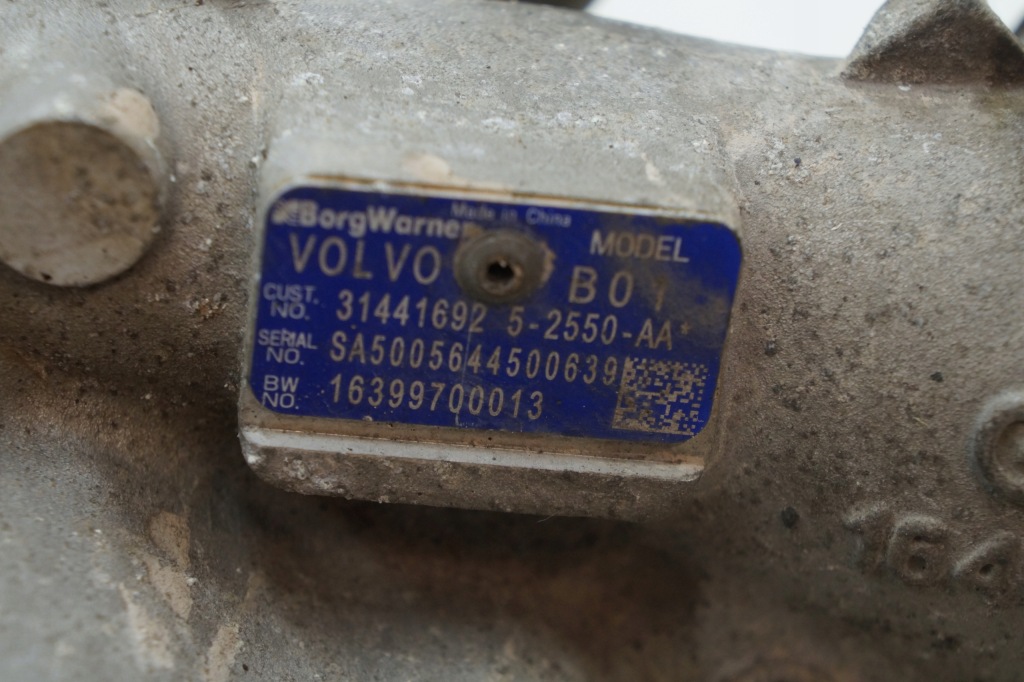 BorgWarner Made in China
VOLVO MODEL
B01
CUST. NO. 31441692 5-2550-AA*
SERIAL NO. SA5005644500639
BW NO. 16399700013
164